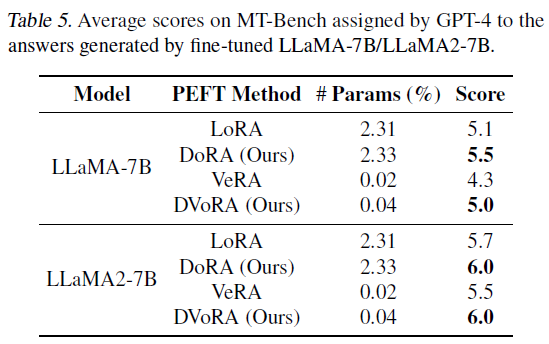 Table 5. Average scores on MT-Bench assigned by GPT-4 to the
answers generated by fine-tuned LLaMA-7B/LLaMA2-7B.
Model PEFT Method # Params (%) Score
LLaMA-7B
LoRA 2.31 5.1
DoRA (Ours) 2.33 5.5
VeRA 0.02 4.3
DVoRA (Ours) 0.04 5.0
LLaMA2-7B
LoRA 2.31 5.7
DoRA (Ours) 2.33 6.0
VeRA 0.02 5.5
DVoRA (Ours) 0.04 6.0